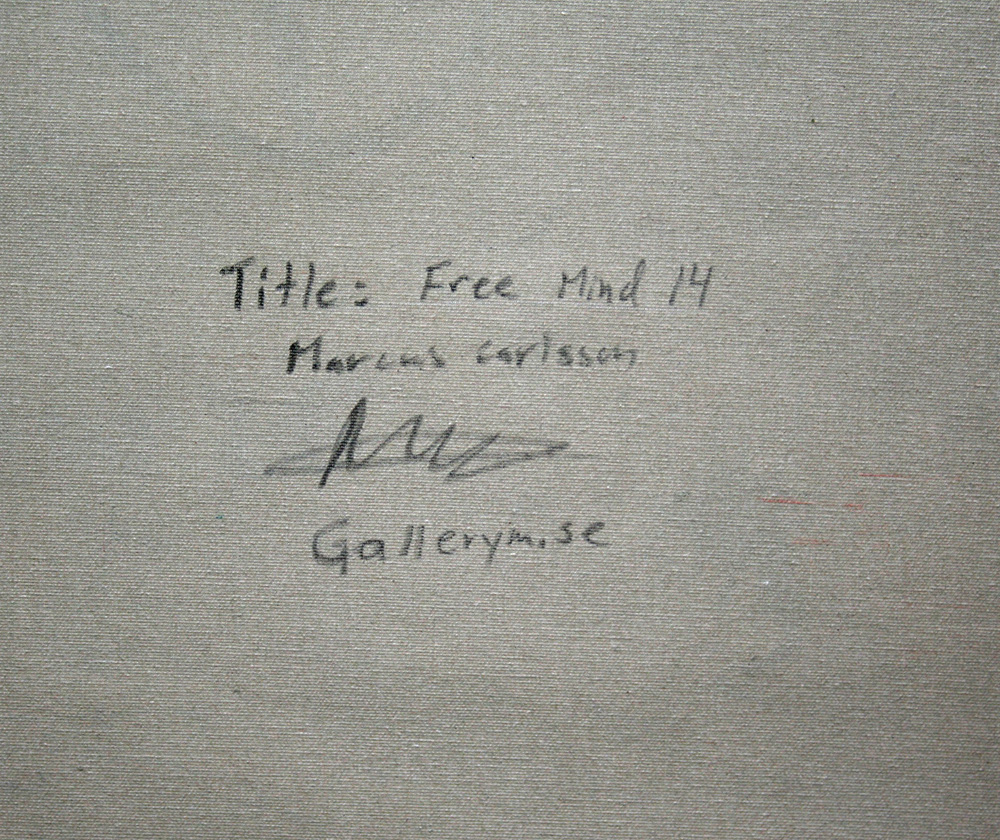 Title: Free Mind 14
Marcus carlsson
Gallerym.se